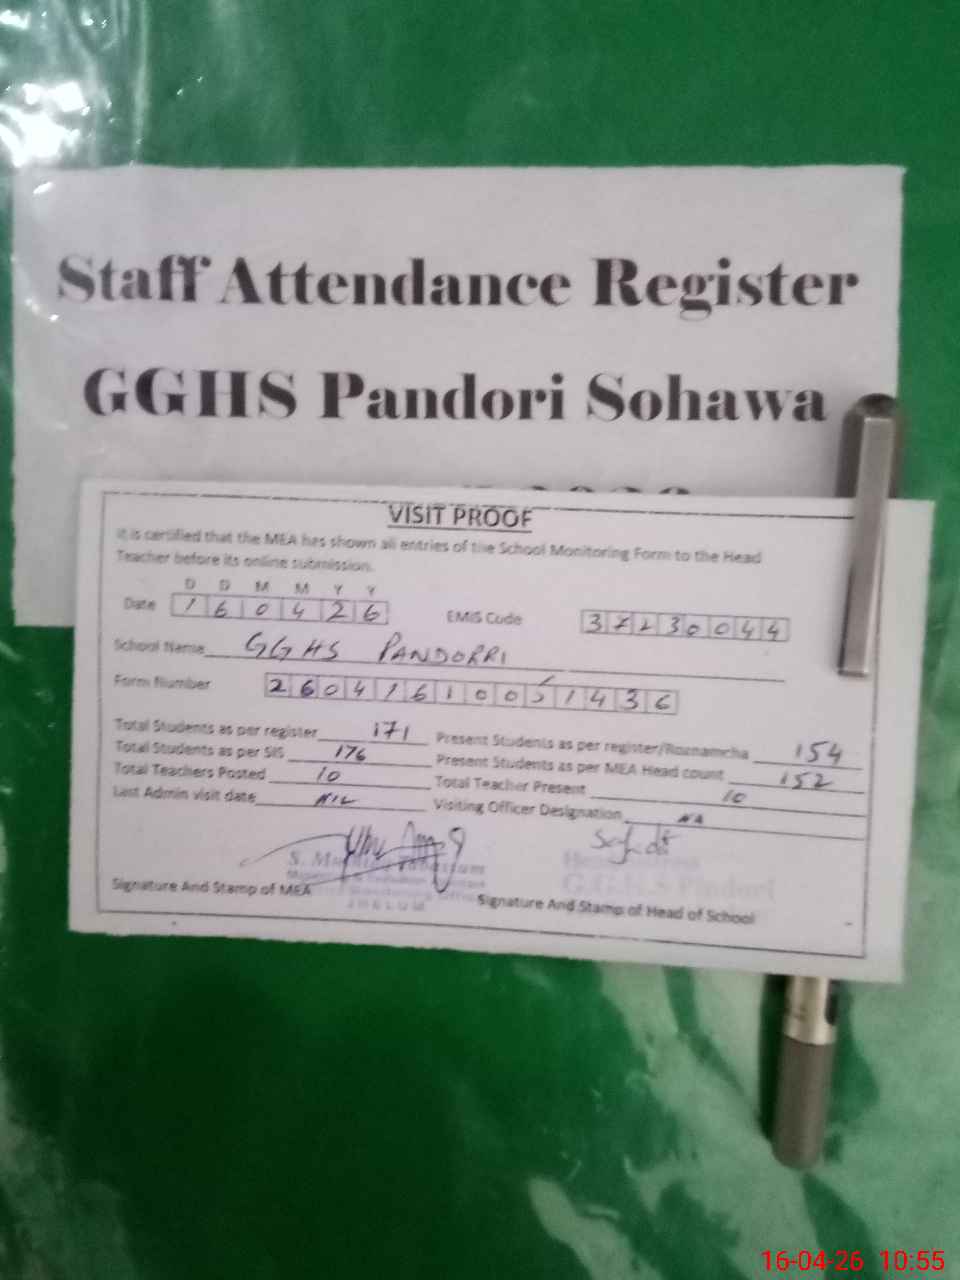 Staff Attendance Register
GGHS Pandori Sohawa
VISIT PROOF
It is certified that the MEA has shown all entries of the School Monitoring Form to the Head
Teacher before its online submission.
D D M M Y Y
Date 1 6 0 4 2 6 EMIS Code 3 7 2 3 0 0 4 4
School Name GGHS PANDORRI
Form Number 2 6 0 4 1 6 1 0 0 5 1 4 3 6
Total Students as per register 171 Present Students as per register/Roznamcha 154
Total Students as per SIS 176 Present Students as per MEA Head count 152
Total Teachers Posted 10 Total Teacher Present 10
Last Admin visit date NIL Visiting Officer Designation NA
S.
G.G.H.S Pindori
JHELUM
Signature And Stamp of MEA Signature And Stamp of Head of School
16-04-26 10:55